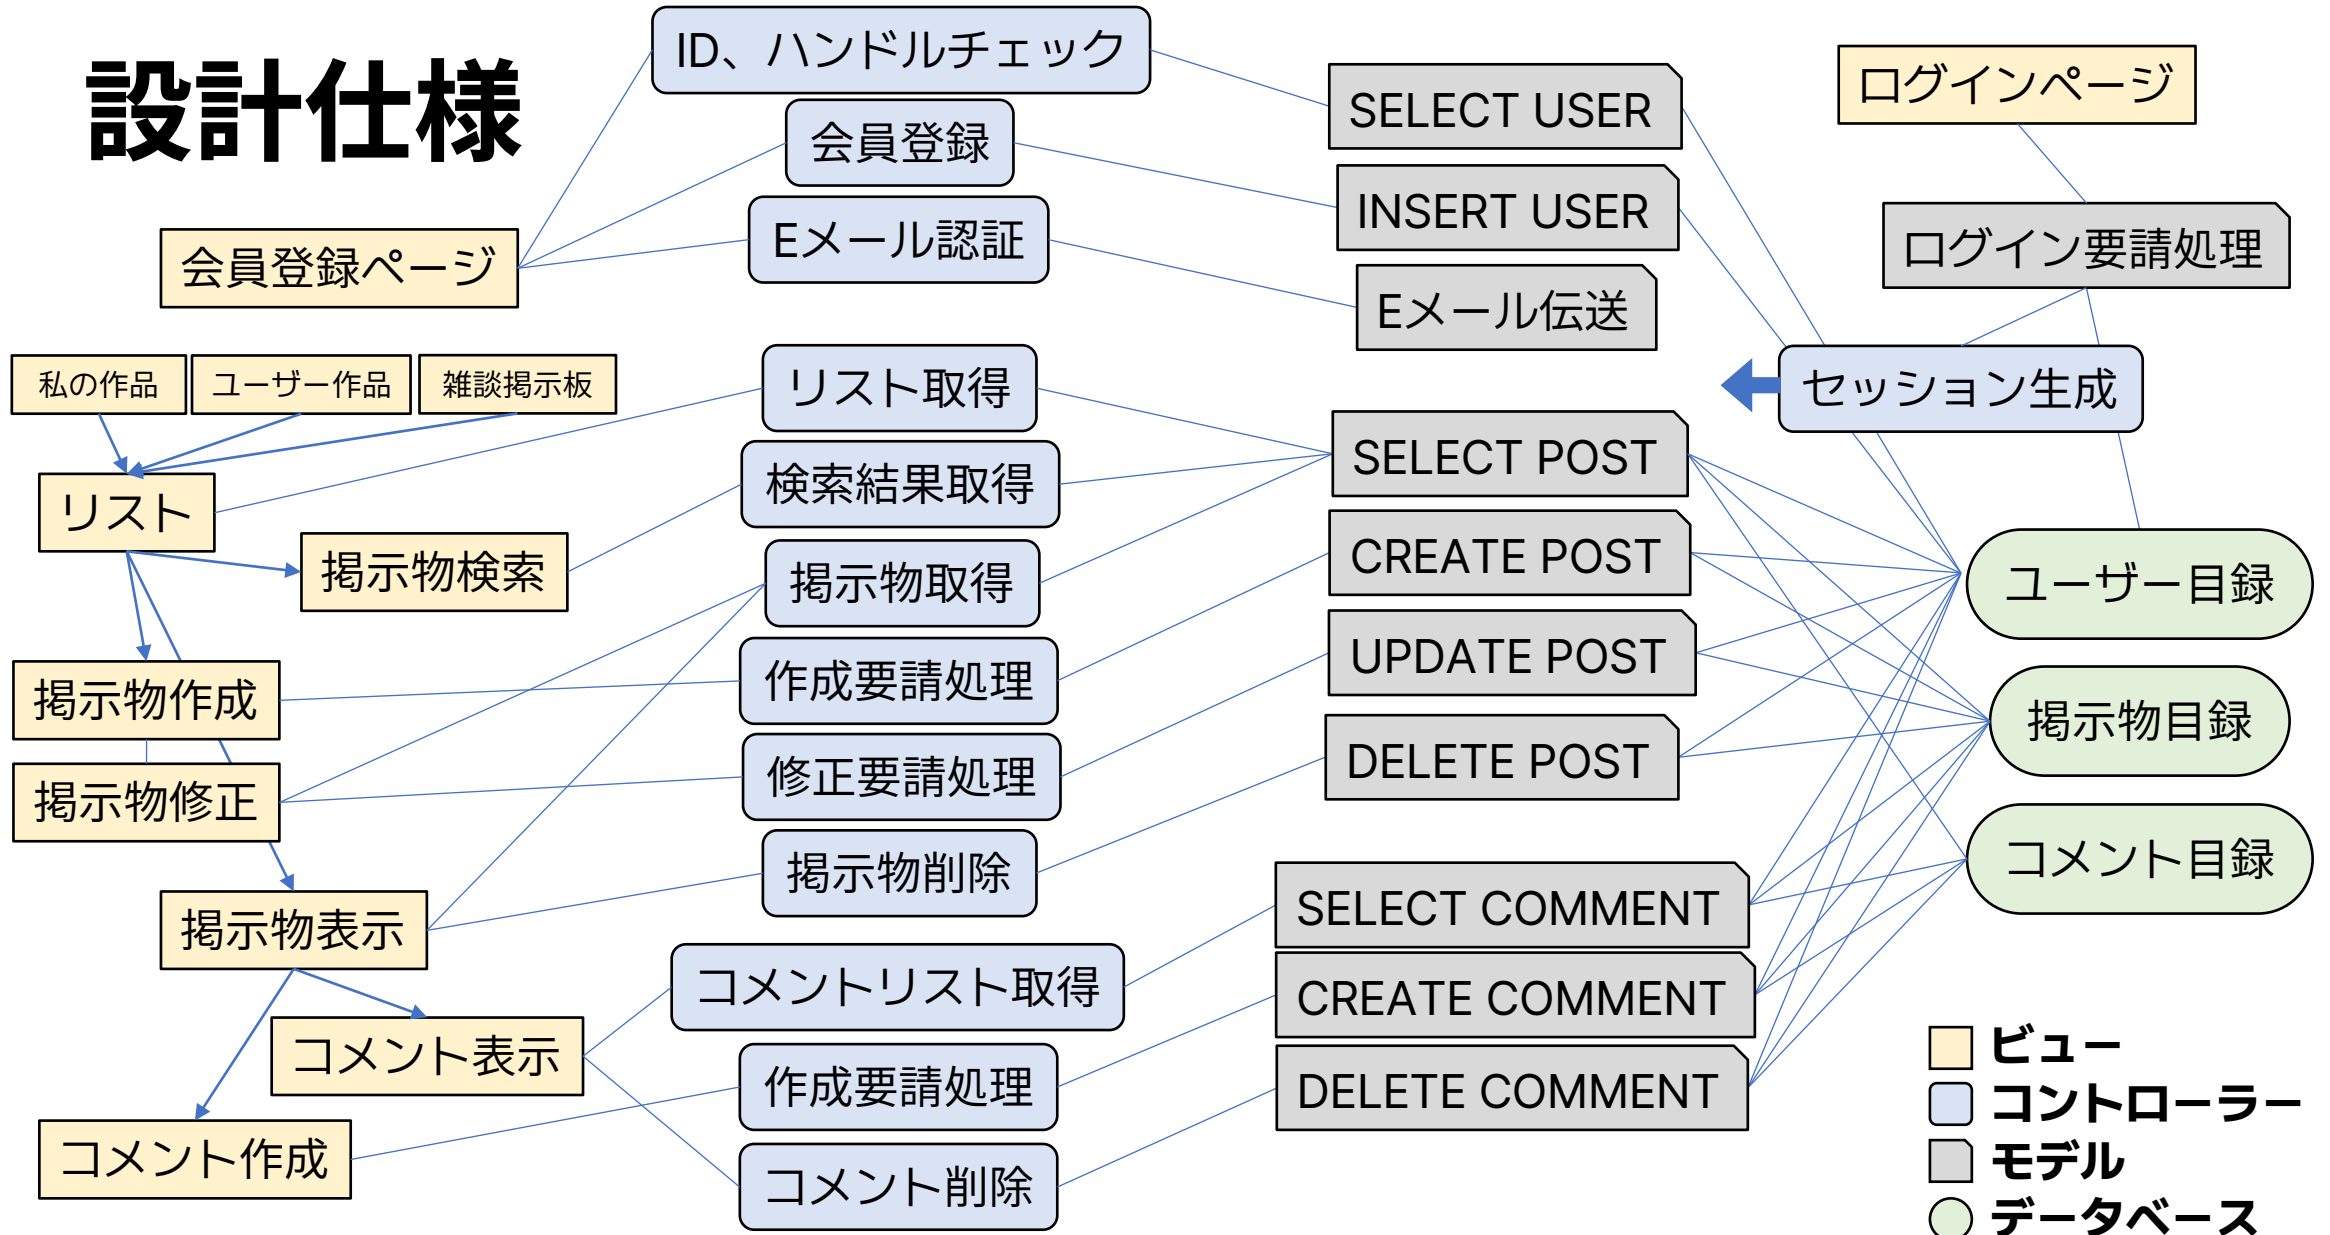 設計仕様
ID、ハンドルチェック
会員登録
Eメール認証
会員登録ページ
SELECT USER
INSERT USER
Eメール伝送
ログインページ
ログイン要請処理
セッション生成
私の作品
ユーザー作品
雑談掲示板
リスト
掲示物検索
掲示物作成
掲示物修正
掲示物表示
コメント表示
コメント作成
リスト取得
検索結果取得
掲示物取得
作成要請処理
修正要請処理
掲示物削除
コメントリスト取得
作成要請処理
コメント削除
SELECT POST
CREATE POST
UPDATE POST
DELETE POST
SELECT COMMENT
CREATE COMMENT
DELETE COMMENT
ユーザー目録
掲示物目録
コメント目録
ビュー
コントローラー
モデル
データベース